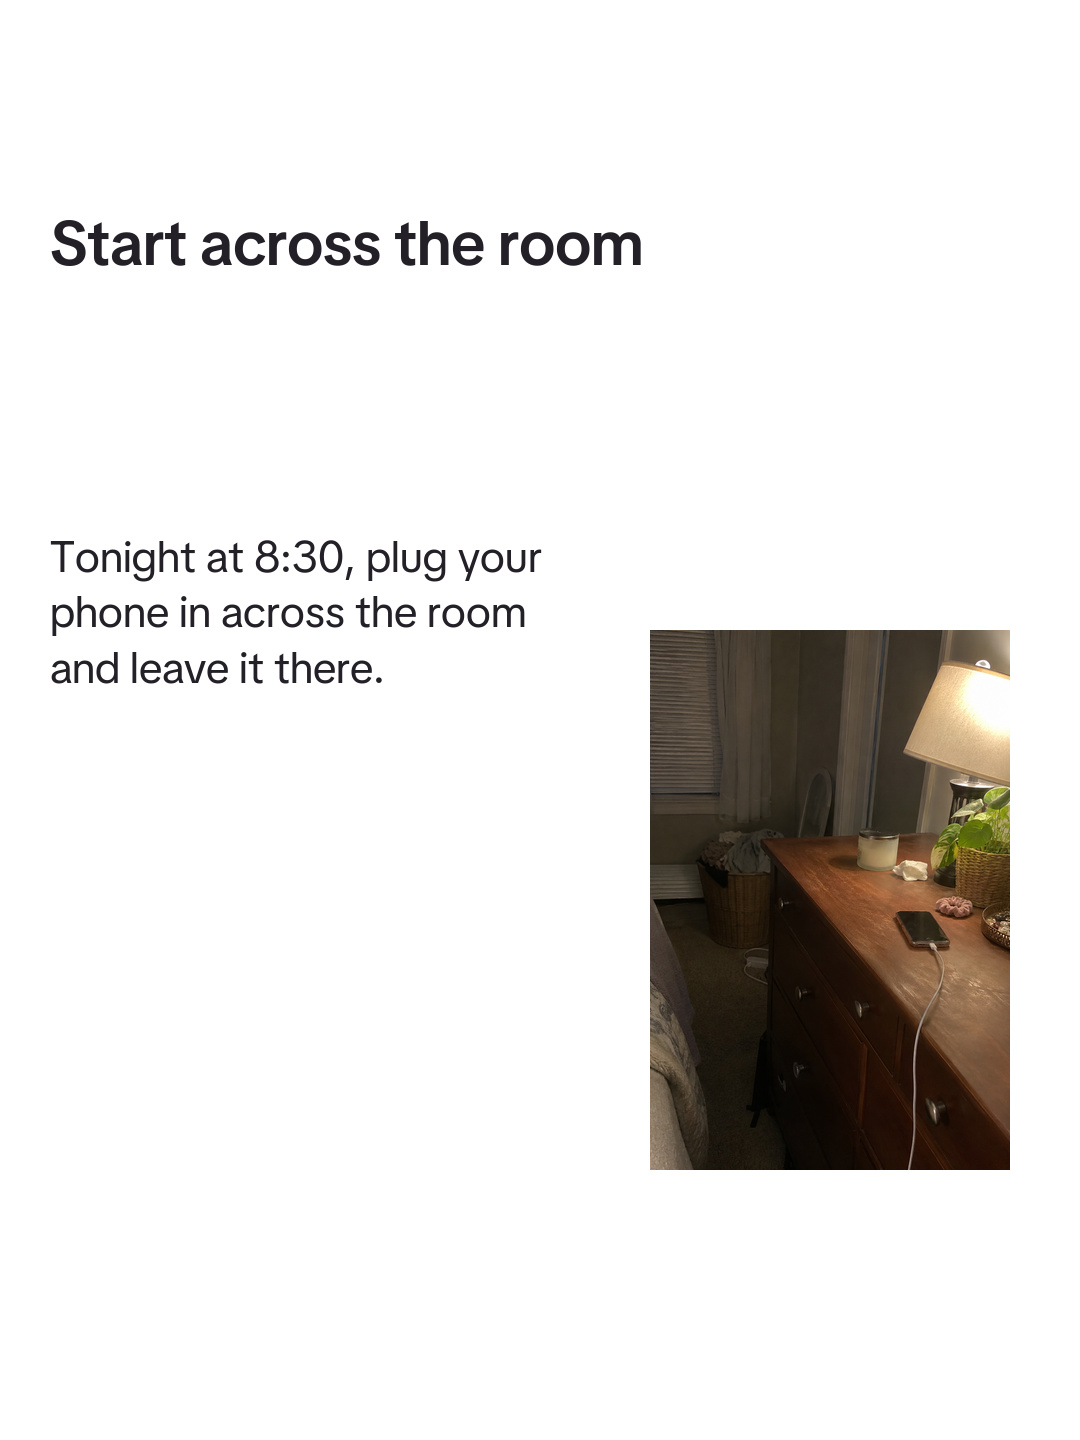 Start across the room
Tonight at 8:30, plug your
phone in across the room
and leave it there.